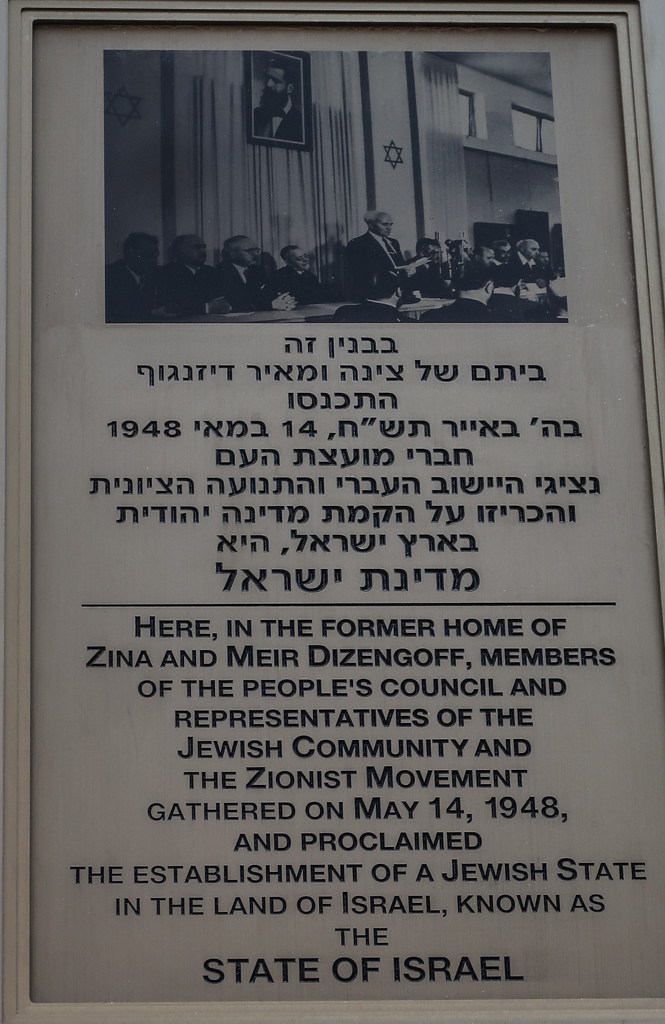 בבנין זה
ביתם של צינה ומאיר דיזנגוף
התכנסו
בה' באייר תש"ח, 14 במאי 1948
חברי מועצת העם
נציגי היישוב העברי והתנועה הציונית
והכריזו על הקמת מדינה יהודית
בארץ ישראל, היא
מדינת ישראל
HERE, IN THE FORMER HOME OF
ZINA AND MEIR DIZENGOFF, MEMBERS
OF THE PEOPLE'S COUNCIL AND
REPRESENTATIVES OF THE
JEWISH COMMUNITY AND
THE ZIONIST MOVEMENT
GATHERED ON MAY 14, 1948,
AND PROCLAIMED
THE ESTABLISHMENT OF A JEWISH STATE
IN THE LAND OF ISRAEL, KNOWN AS
THE
STATE OF ISRAEL